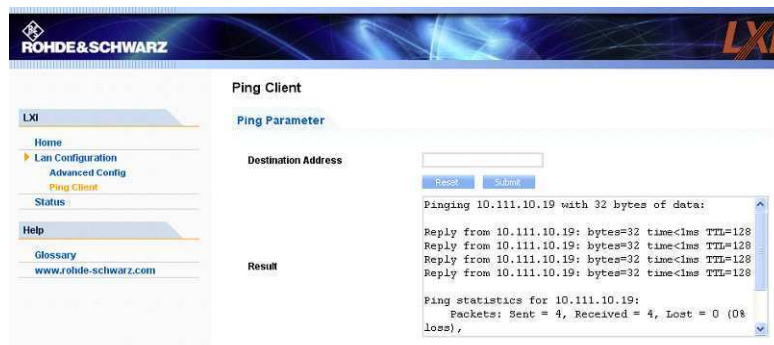 ROHDE&SCHWARZ
LXI
Ping Client
LXI
Ping Parameter
Home
Lan Configuration
Advanced Config
Ping Client
Status
Help
Glossary
www.rohde-schwarz.com
Destination Address
Reset Submit
Result
Pinging 10.111.10.19 with 32 bytes of data:
Reply from 10.111.10.19: bytes=32 time<1ms TTL=128
Reply from 10.111.10.19: bytes=32 time<1ms TTL=128
Reply from 10.111.10.19: bytes=32 time<1ms TTL=128
Reply from 10.111.10.19: bytes=32 time<1ms TTL=128
Ping statistics for 10.111.10.19:
Packets: Sent = 4, Received = 4, Lost = 0 (0%
loss),